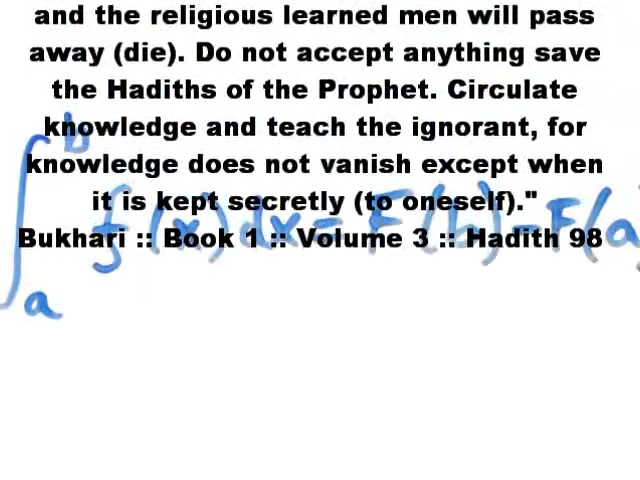 and the religious learned men will pass
away (die). Do not accept anything save
the Hadiths of the Prophet. Circulate
knowledge and teach the ignorant, for
knowledge does not vanish except when
it is kept secretly (to oneself)."
Bukhari :: Book 1 :: Volume 3 :: Hadith 98
∫_a^b f(x)dx = F(b) - F(a